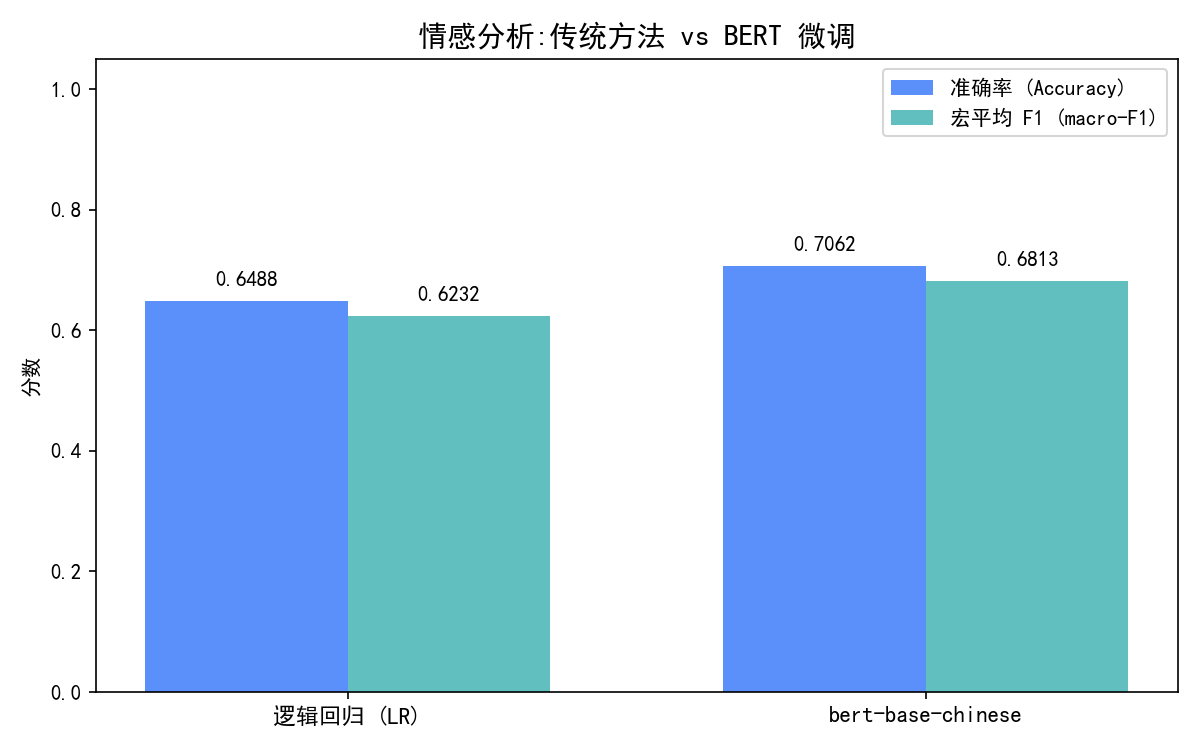 情感分析:传统方法 vs BERT 微调
准确率 (Accuracy)
宏平均 F1 (macro-F1)
1.0
0.8
0.6
0.4
0.2
0.0
分数
0.6488
0.6232
0.7062
0.6813
逻辑回归 (LR)
bert-base-chinese